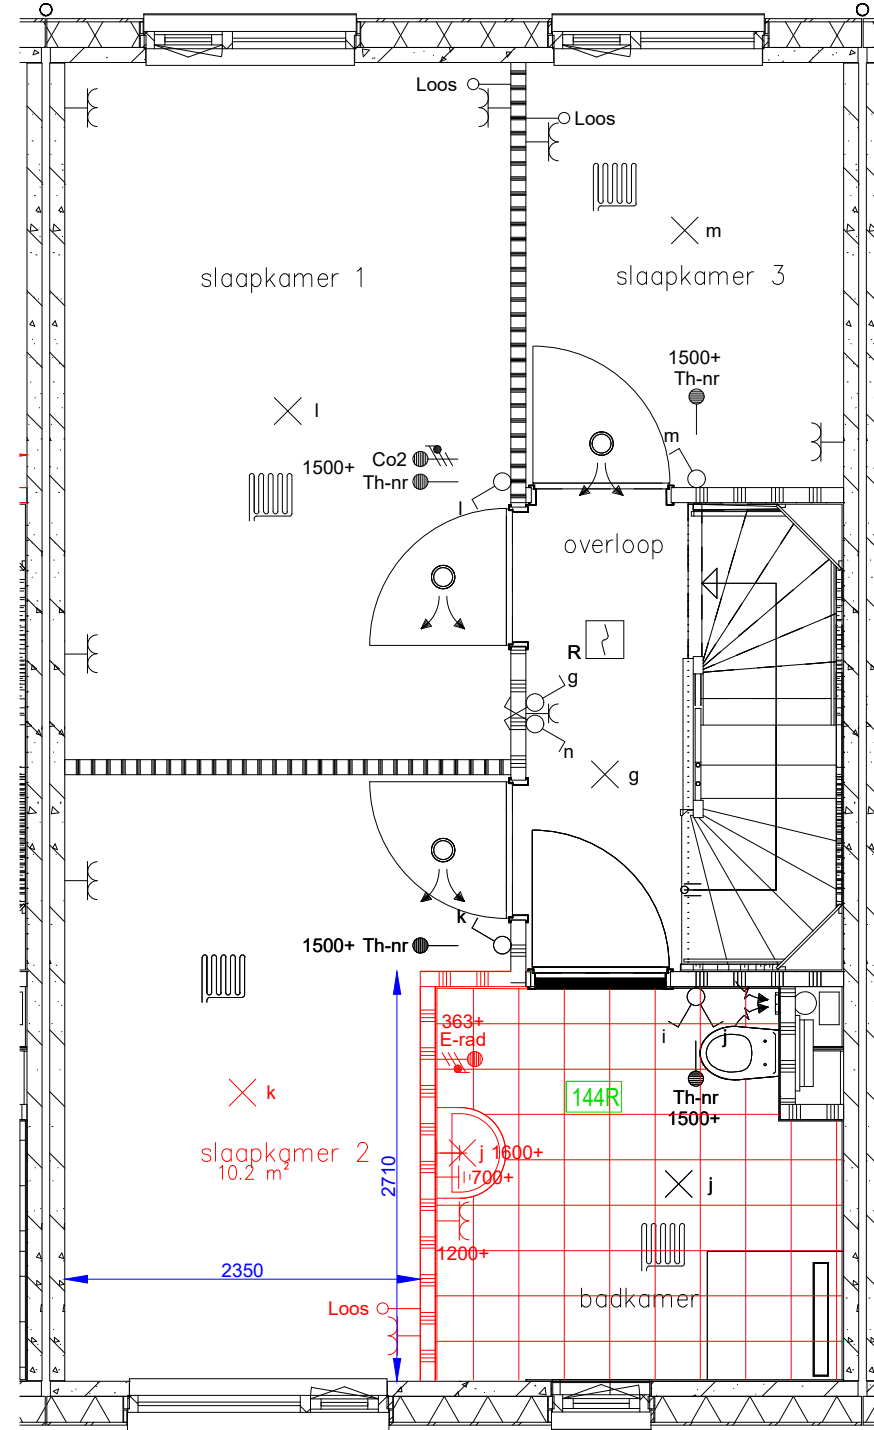 Loos
Loos
m
slaapkamer 1
slaapkamer 3
1500+
Th-nr
l
m
Co2
1500+
Th-nr
l
overloop
R
g
n
g
k
1500+ Th-nr
363+
E-rad
i
j
Th-nr
1500+
144R
k
slaapkamer 2
10.2 m²
j 1600+
700+
2710
j
1200+
2350
badkamer
Loos